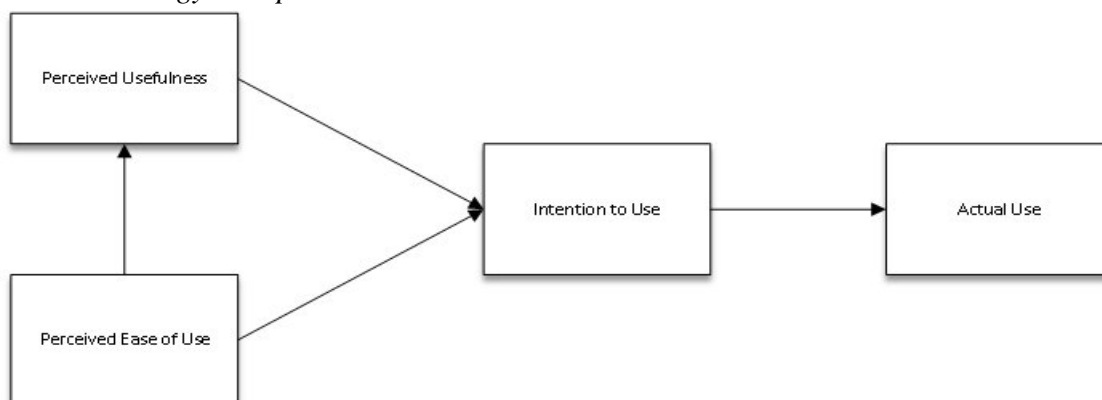 Perceived Usefulness
Intention to Use
Actual Use
Perceived Ease of Use